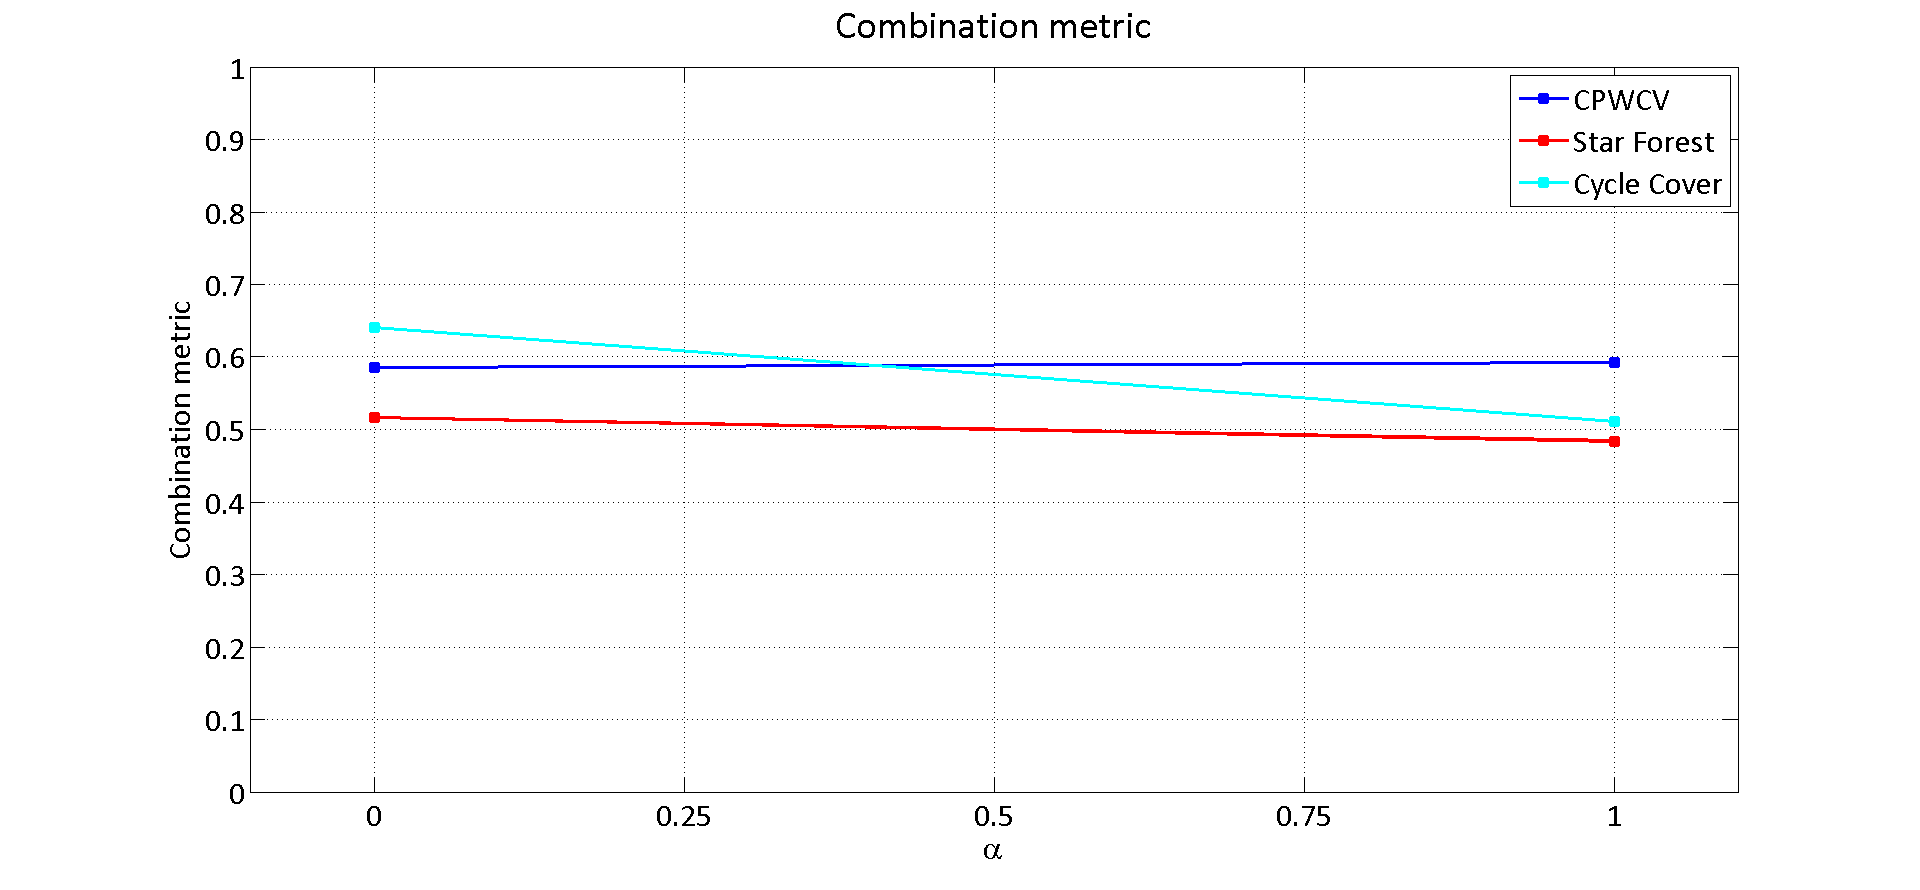 Combination metric
1
0.9
0.8
0.7
0.6
0.5
0.4
0.3
0.2
0.1
0
Combination metric
0 0.25 0.5 0.75 1
α
CPWCV
Star Forest
Cycle Cover